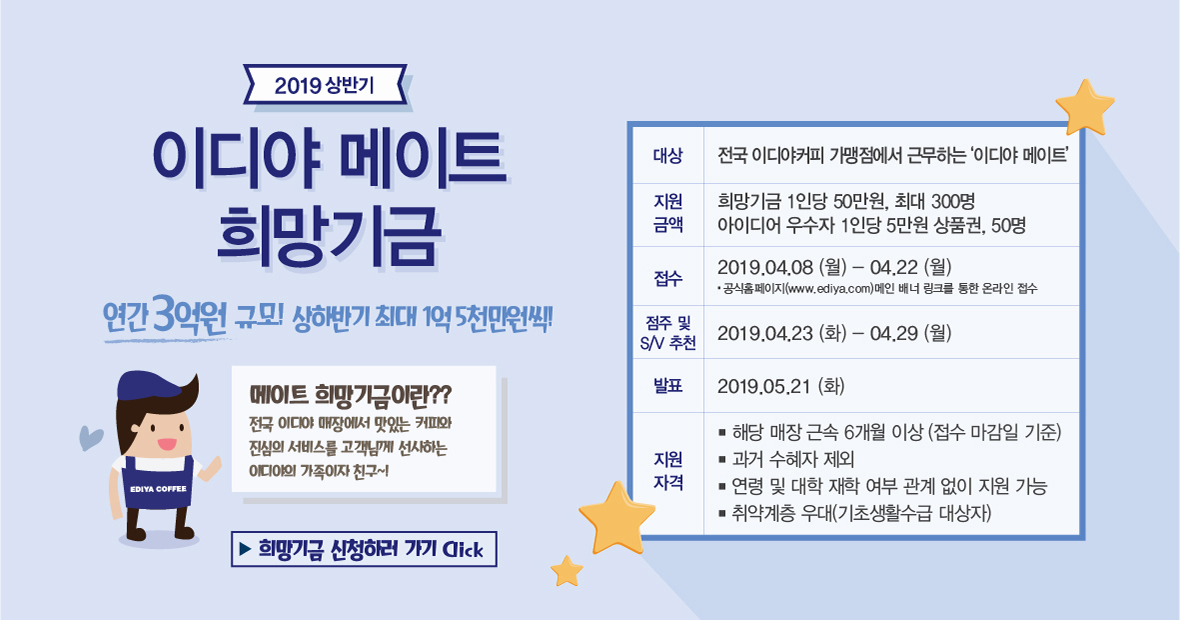 2019 상반기
이디야 메이트
희망기금
연간 3억원 규모! 상하반기 최대 1억 5천만원씩!
메이트 희망기금이란??
전국 이디야 매장에서 맛있는 커피와
진심의 서비스를 고객님께 선사하는
이디야의 가족이자 친구~!
EDIYA COFFEE
▶ 희망기금 신청하러 가기 Click
대상 전국 이디야커피 가맹점에서 근무하는 '이디야 메이트'
지원 금액 희망기금 1인당 50만원, 최대 300명
아이디어 우수자 1인당 5만원 상품권, 50명
접수 2019.04.08 (월) – 04.22 (월)
• 공식홈페이지(www.ediya.com)메인 배너 링크를 통한 온라인 접수
점주 및 S/V 추천 2019.04.23 (화) – 04.29 (월)
발표 2019.05.21 (화)
지원 자격 ■ 해당 매장 근속 6개월 이상 (접수 마감일 기준)
■ 과거 수혜자 제외
■ 연령 및 대학 재학 여부 관계 없이 지원 가능
■ 취약계층 우대(기초생활수급 대상자)